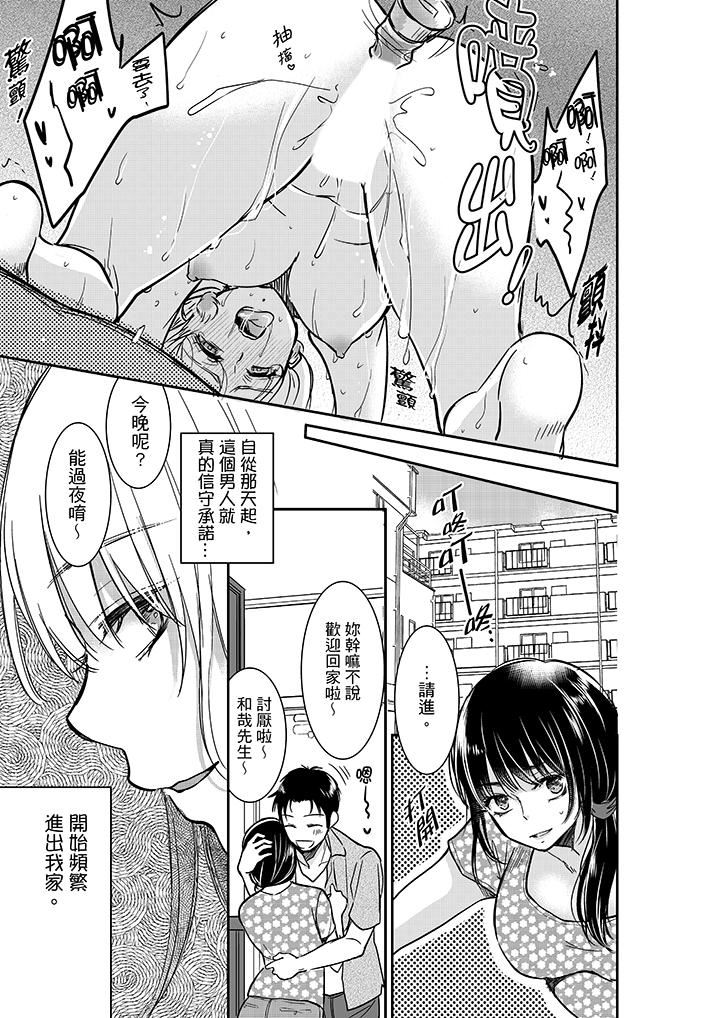 啊啊
啊啊
顫抖
噴出!
抽搐♥
要去了…
啊啊
啊啊
驚顫!
驚顫
叮
咚
叮
—
咚…
…請進。
打開
妳幹嘛不說
歡迎回家啦～
討厭啦～
和哉先生～
嗯—
自從那天起，
這個男人就
真的信守承諾…
今晚呢？
能過夜唷～
開始頻繁
進出我家。